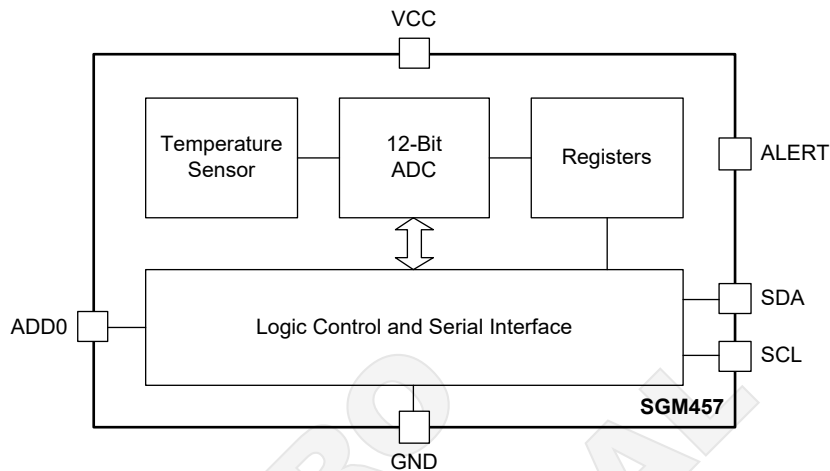 VCC
Temperature
Sensor
12-Bit
ADC
Registers
ALERT
ADD0
Logic Control and Serial Interface
SDA
SCL
SGM457
GND